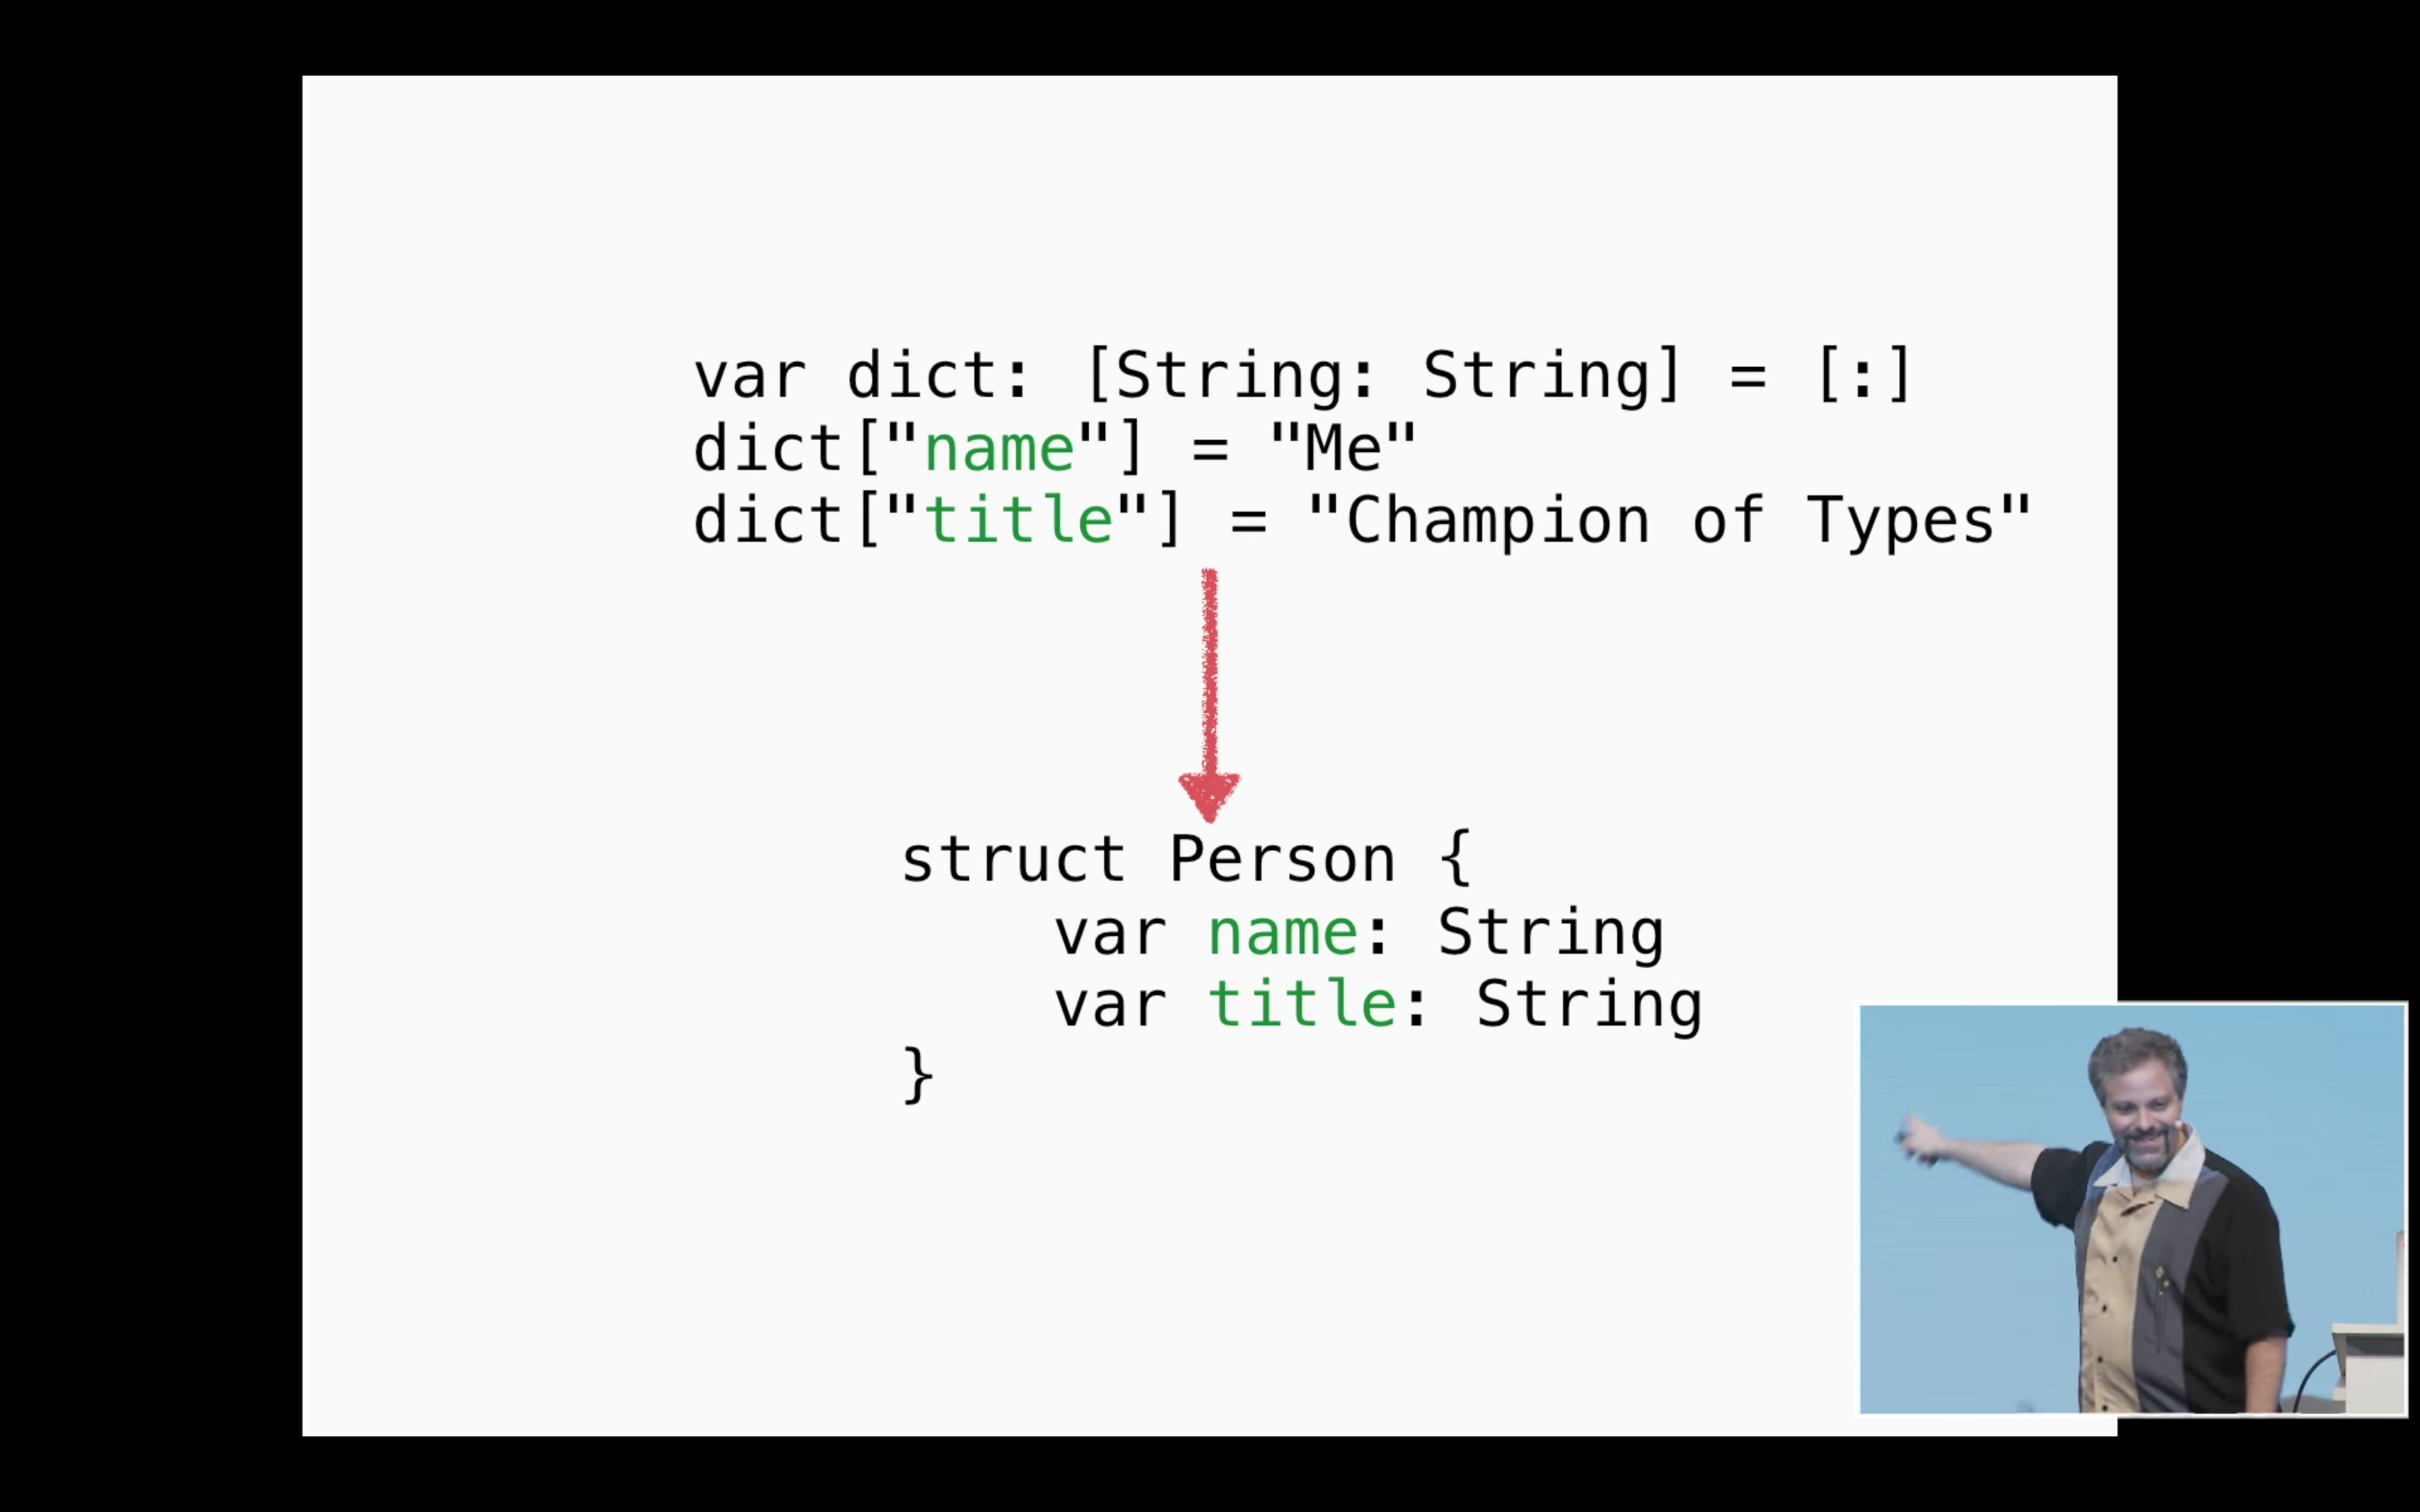 var dict: [String: String] = [:]
dict["name"] = "Me"
dict["title"] = "Champion of Types"
struct Person {
    var name: String
    var title: String
}